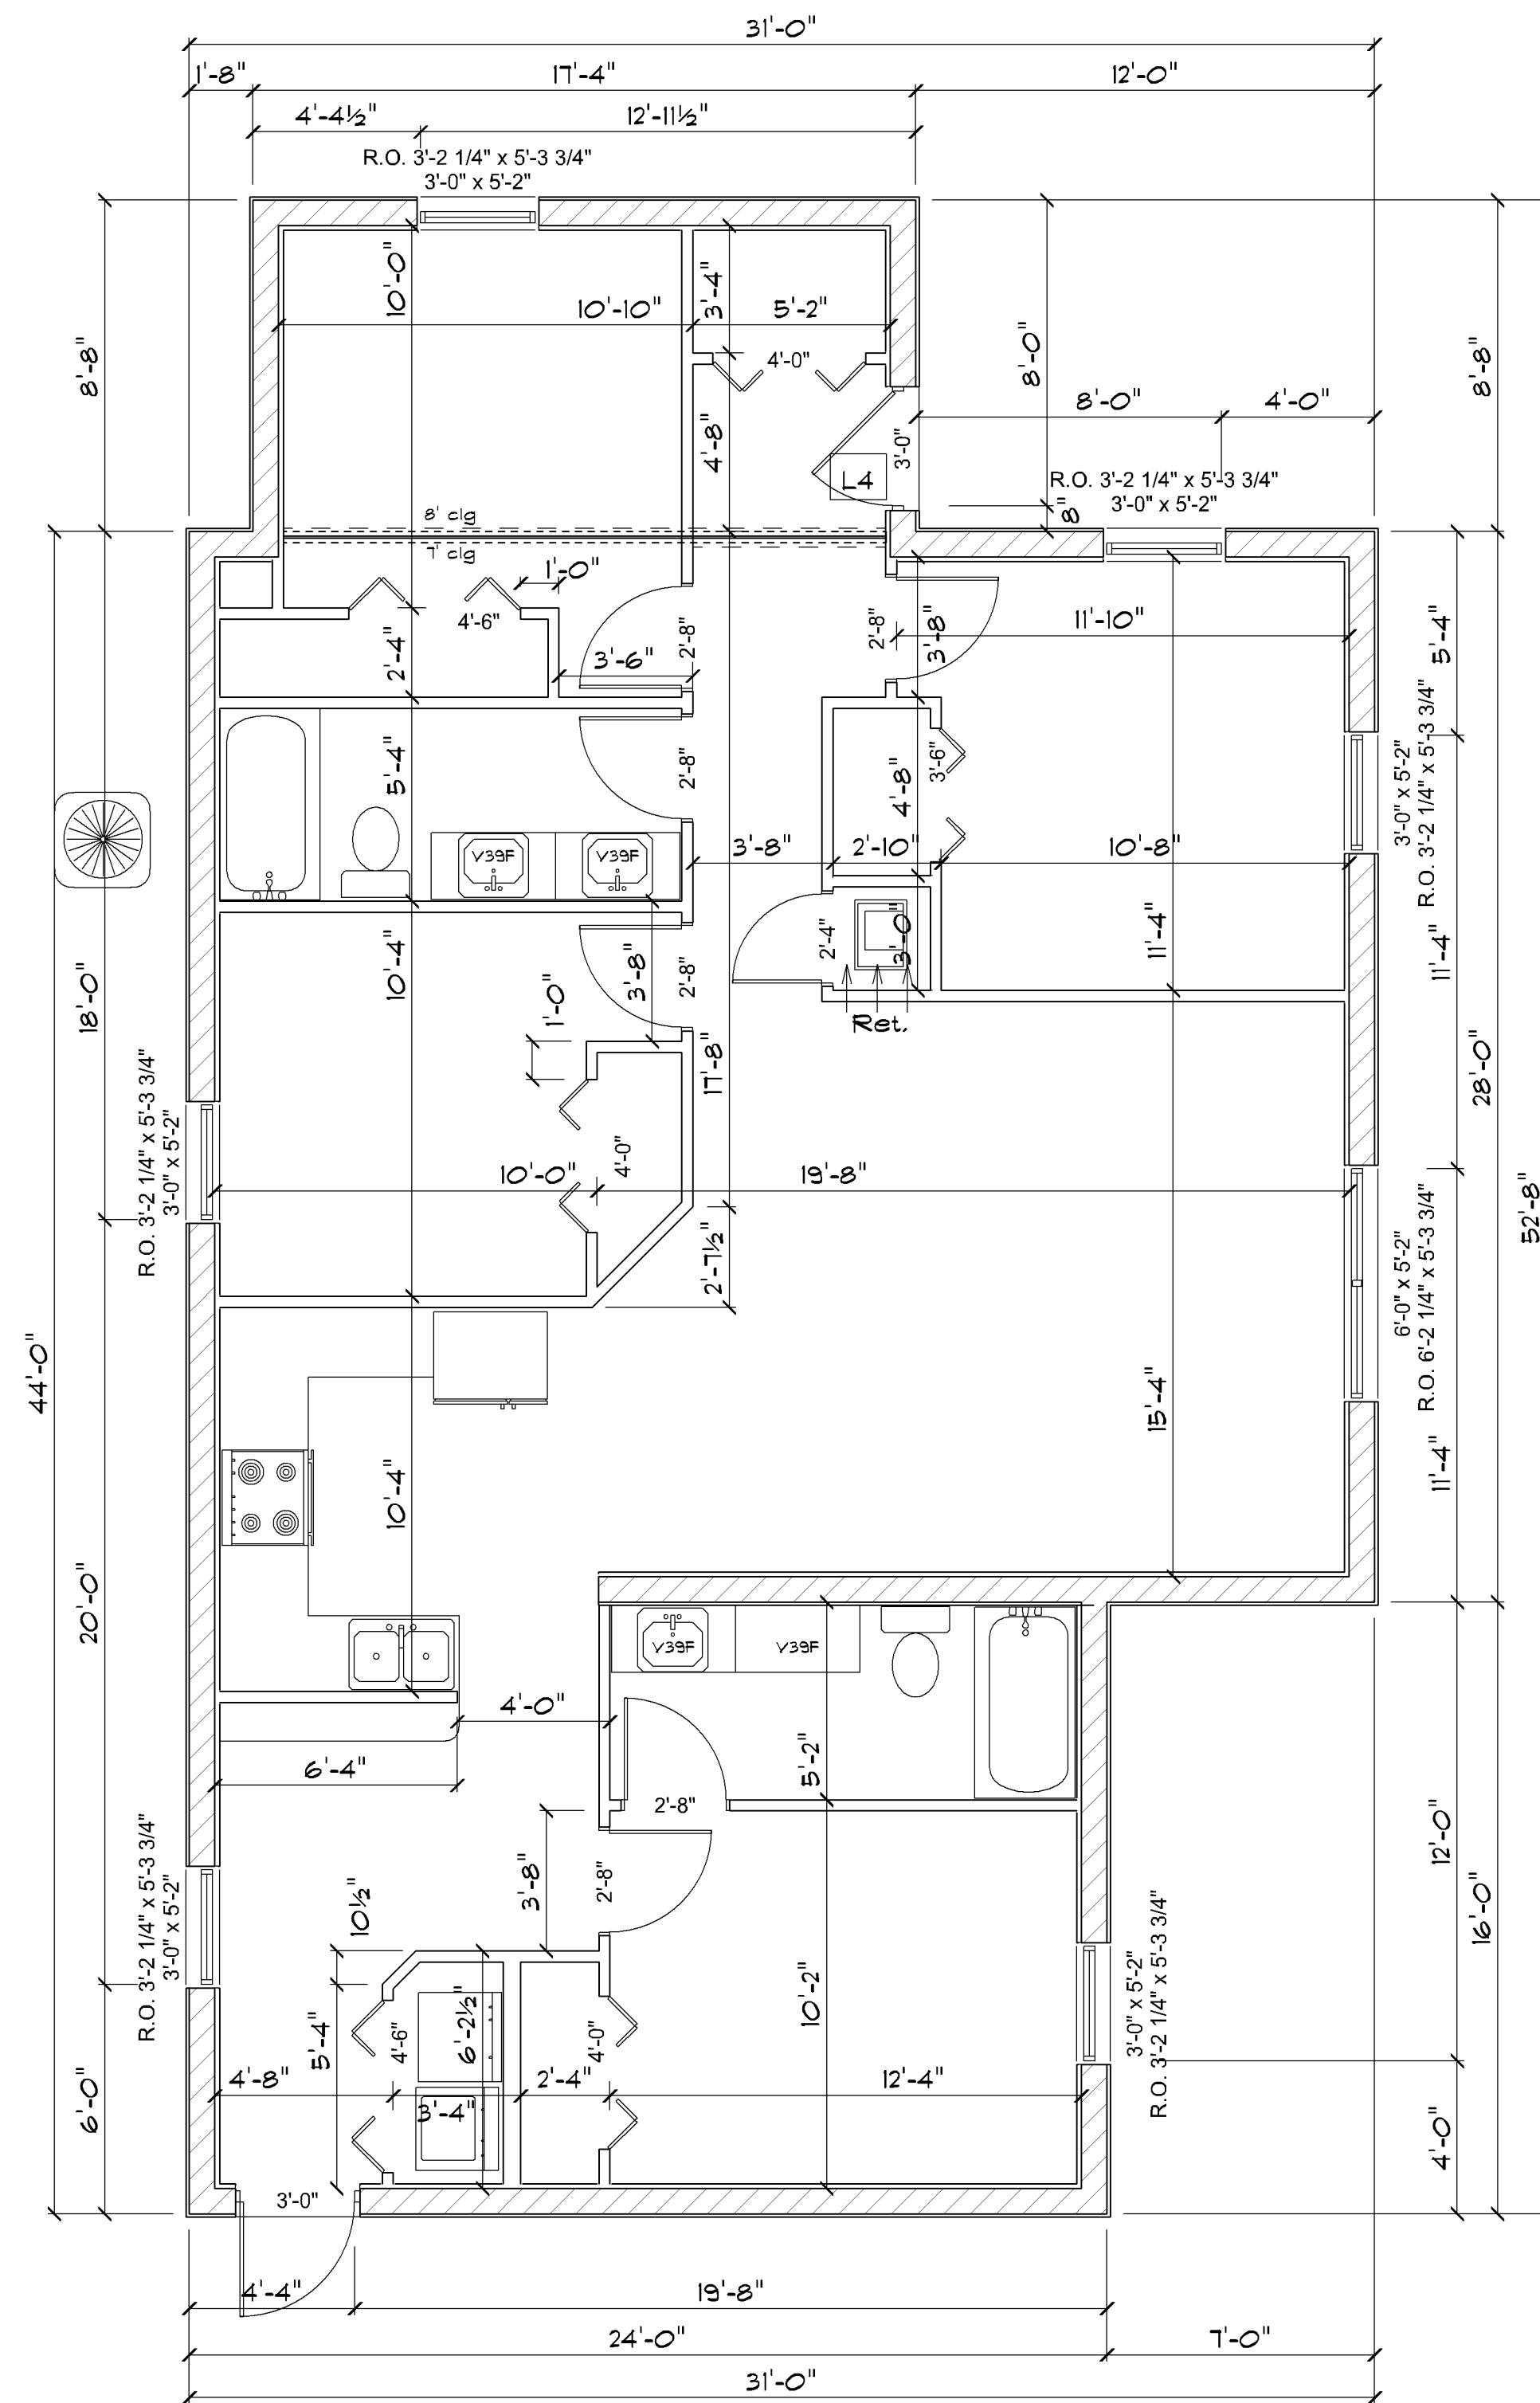 31'-0"
1'-8" 17'-4" 12'-0"
4'-4½" 12'-11½"
R.O. 3'-2 1/4" x 5'-3 3/4"
3'-0" x 5'-2"
10'-0"
3'-4"
10'-10" 5'-2"
4'-0"
8'-8"
8'-0"
8'-8"
8'-0" 4'-0"
4'-8"
3'-0"
L4
R.O. 3'-2 1/4" x 5'-3 3/4"
3'-0" x 5'-2"
8"
8' clg
7' clg
1'-0"
4'-6"
2'-4"
3'-6"
2'-8"
2'-8"
3'-8"
11'-10"
5'-4"
5'-4"
2'-8"
3'-6"
4'-8"
3'-0" x 5'-2"
R.O. 3'-2 1/4" x 5'-3 3/4"
V39F V39F
3'-8" 2'-10" 10'-8"
10'-4"
3'-8"
2'-8"
2'-4"
3'-0"
11'-4"
11'-4"
18'-0"
1'-0"
Ret.
17'-8"
28'-0"
R.O. 3'-2 1/4" x 5'-3 3/4"
3'-0" x 5'-2"
4'-0"
10'-0" 19'-8"
52'-8"
2'-7½"
6'-0" x 5'-2"
R.O. 6'-2 1/4" x 5'-3 3/4"
44'-0"
15'-4"
10'-4"
11'-4"
20'-0"
V39F V39F
4'-0"
6'-4"
5'-2"
2'-8"
12'-0"
R.O. 3'-2 1/4" x 5'-3 3/4"
3'-0" x 5'-2"
10½"
3'-8"
2'-8"
16'-0"
3'-0" x 5'-2"
R.O. 3'-2 1/4" x 5'-3 3/4"
5'-4"
4'-6"
6'-2½"
4'-0"
10'-2"
4'-8" 2'-4" 12'-4"
3'-4"
6'-0"
4'-0"
3'-0"
4'-4" 19'-8"
24'-0" 7'-0"
31'-0"